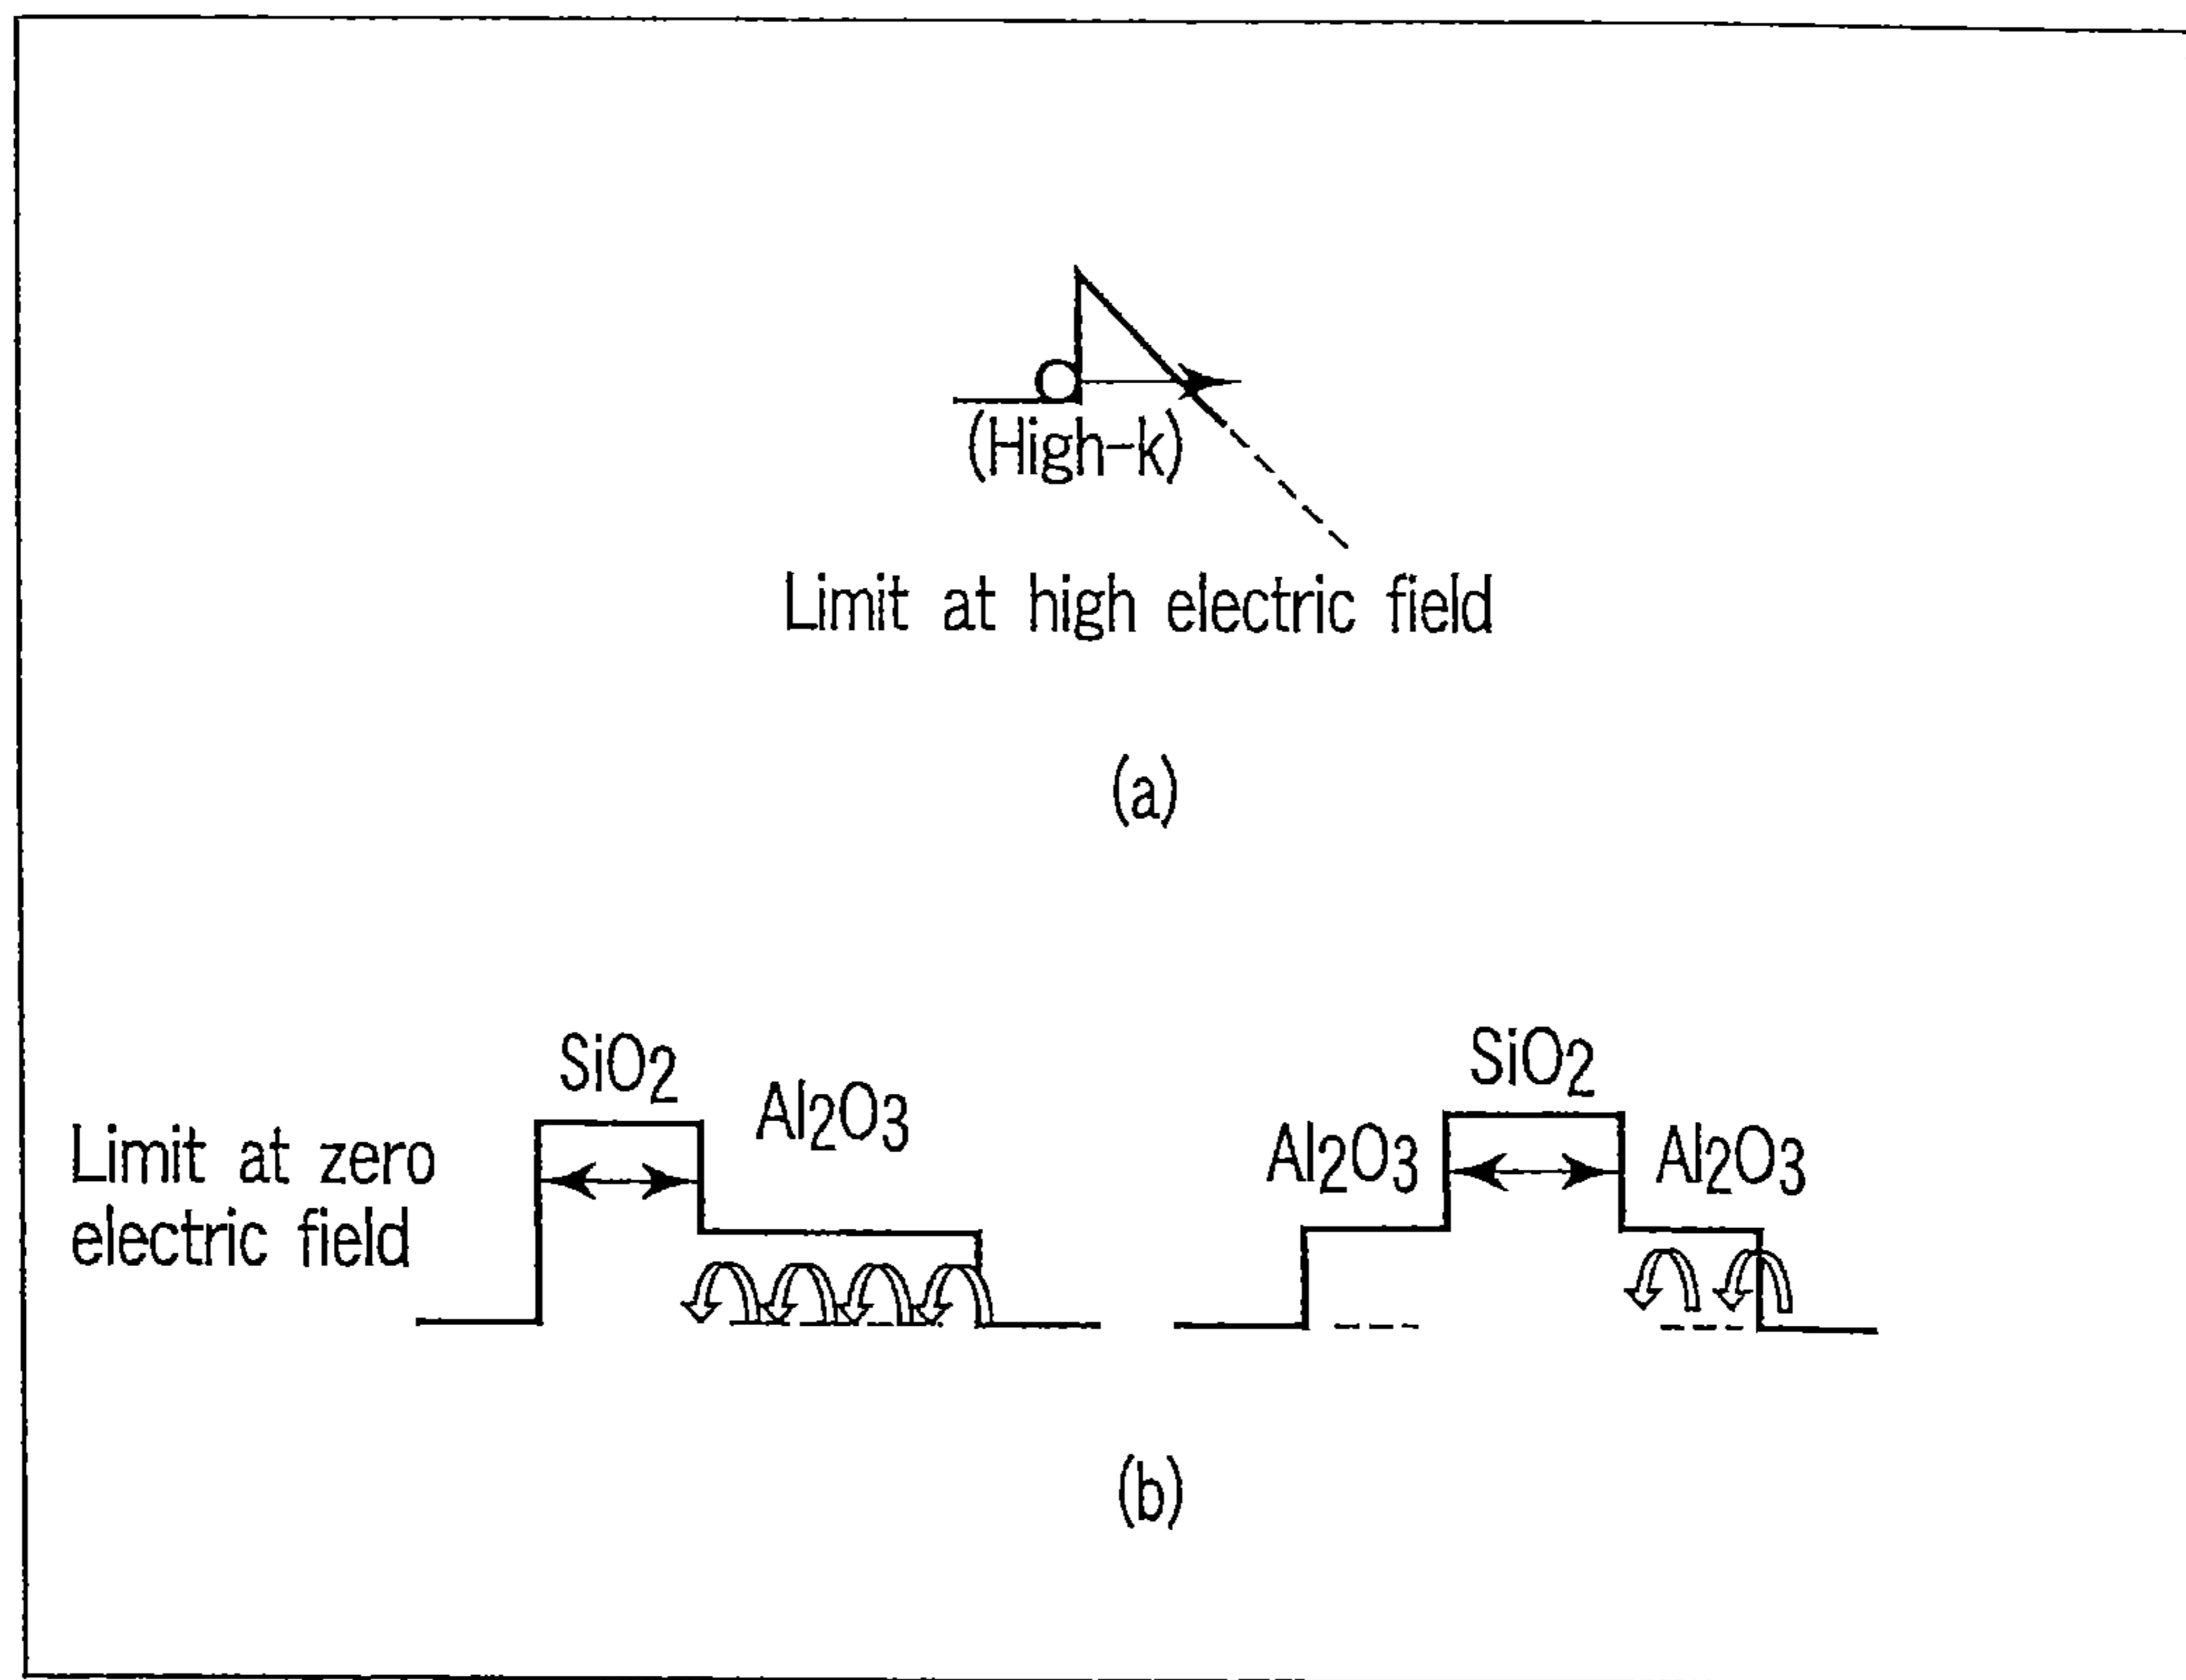 (High-k)
Limit at high electric field
(a)
SiO2
Al2O3
Limit at zero
electric field
SiO2
Al2O3
Al2O3
(b)